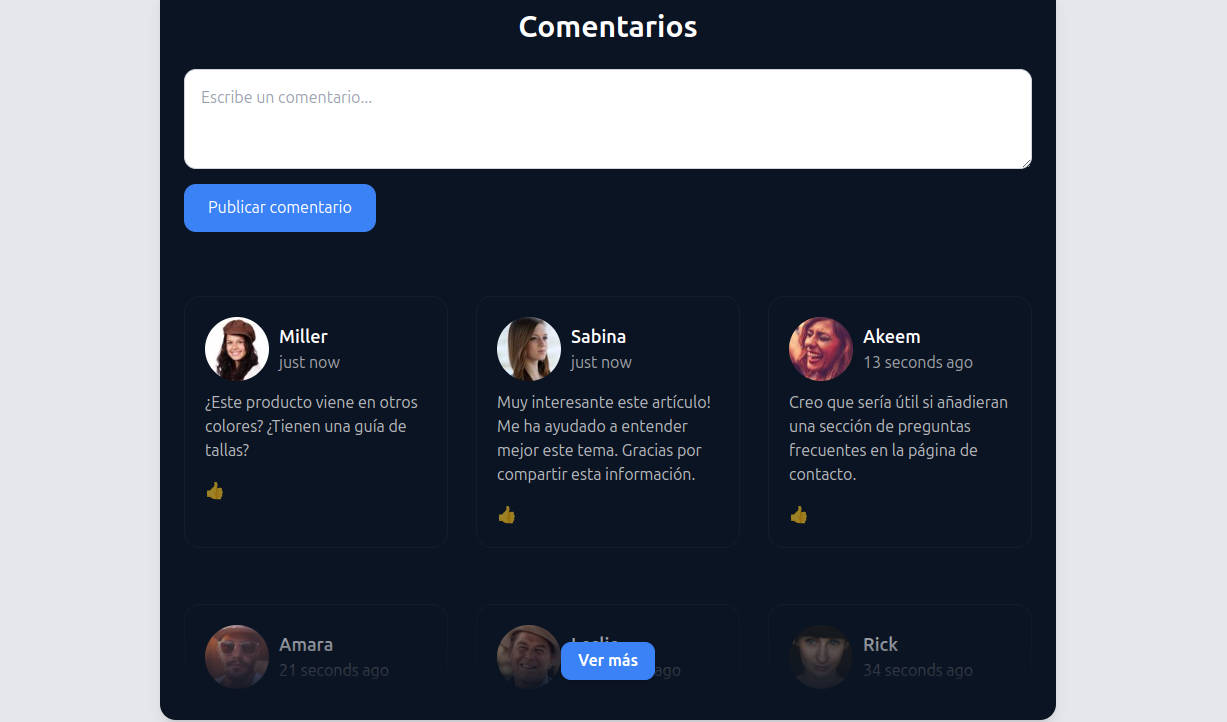 Comentarios
Escribe un comentario...
Publicar comentario
Miller
just now
¿Este producto viene en otros
colores? ¿Tienen una guía de
tallas?
👍
Sabina
just now
Muy interesante este artículo!
Me ha ayudado a entender
mejor este tema. Gracias por
compartir esta información.
👍
Akeem
13 seconds ago
Creo que sería útil si añadieran
una sección de preguntas
frecuentes en la página de
contacto.
👍
Amara
21 seconds ago
ago
Ver más
Rick
34 seconds ago